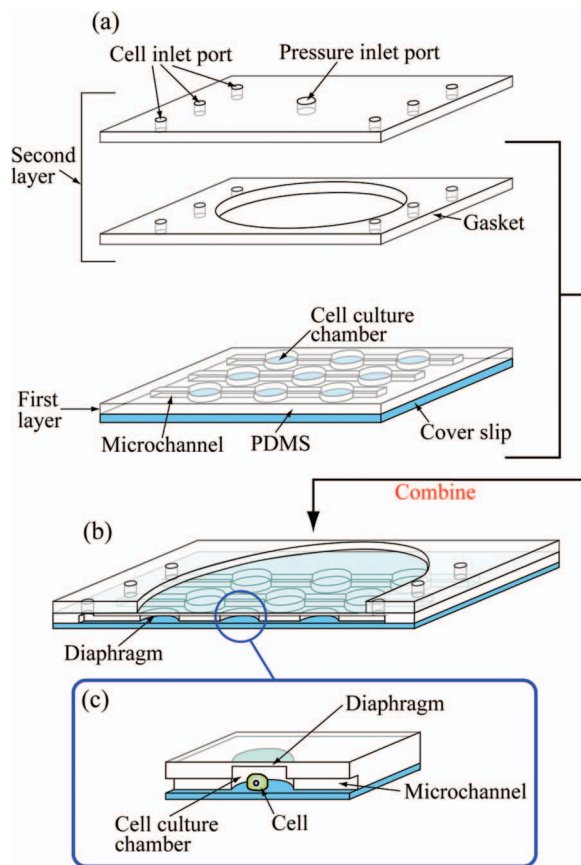 (a)
Cell inlet port
Pressure inlet port
Second
layer
Gasket
Cell culture
chamber
First
layer
Microchannel
PDMS
Cover slip
Combine
(b)
Diaphragm
(c)
Diaphragm
Microchannel
Cell culture
chamber
Cell